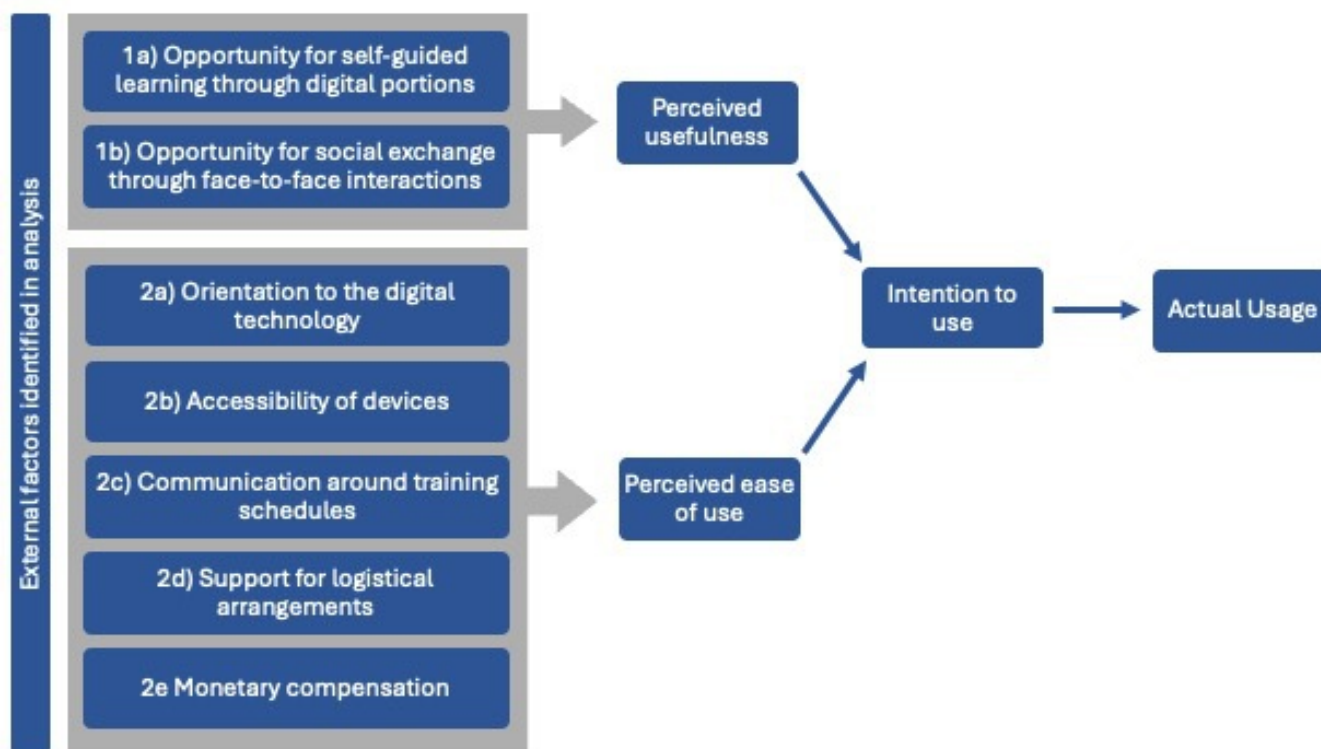 External factors identified in analysis
1a) Opportunity for self-guided
learning through digital portions
1b) Opportunity for social exchange
through face-to-face interactions
2a) Orientation to the digital
technology
2b) Accessibility of devices
2c) Communication around training
schedules
2d) Support for logistical
arrangements
2e Monetary compensation
Perceived
usefulness
Perceived ease
of use
Intention to
use
Actual Usage